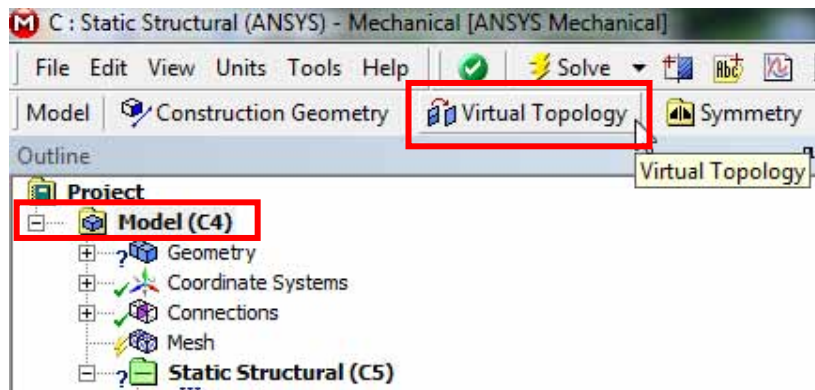 C : Static Structural (ANSYS) - Mechanical [ANSYS Mechanical]
File Edit View Units Tools Help Solve Abc
Model Construction Geometry Virtual Topology Symmetry
Outline
Virtual Topology
Project
Model (C4)
Geometry
Coordinate Systems
Connections
Mesh
Static Structural (C5)